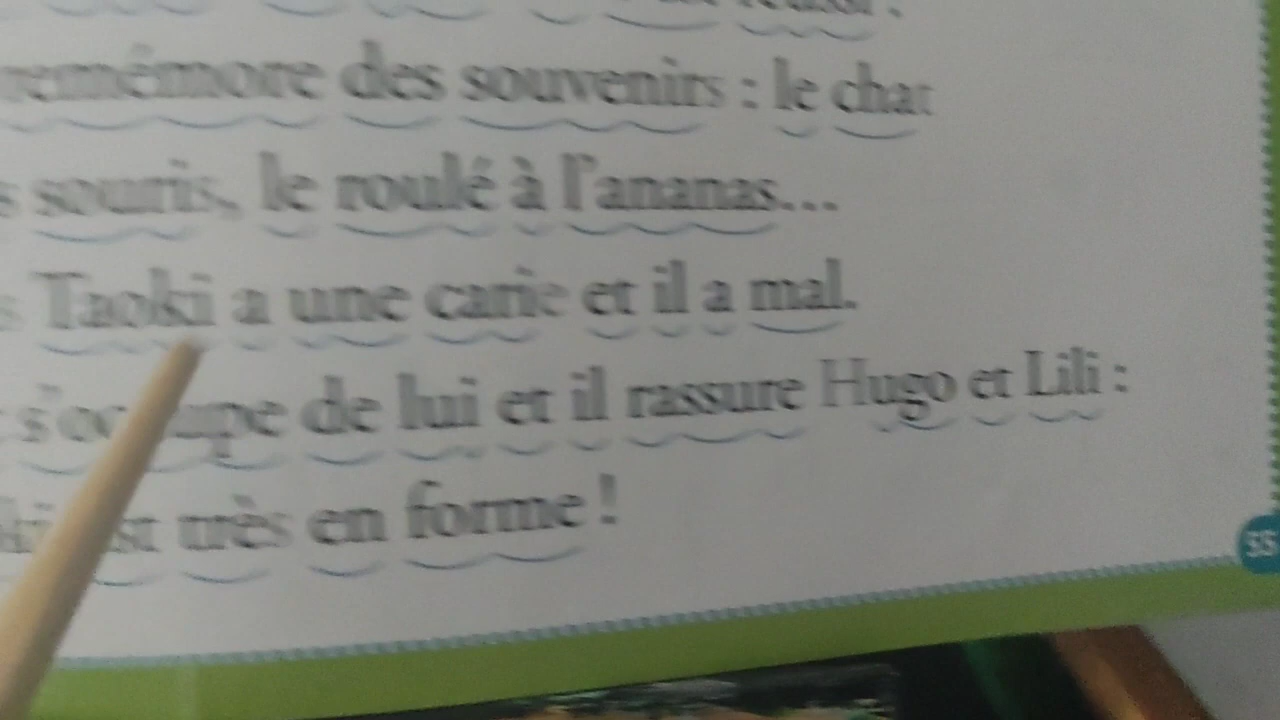 remémore des souvenirs : le chat
souris, le roulé à l'ananas...
Taoki a une carie et il a mal.
de lui et il rassure Hugo et Lili :
très en forme !
55